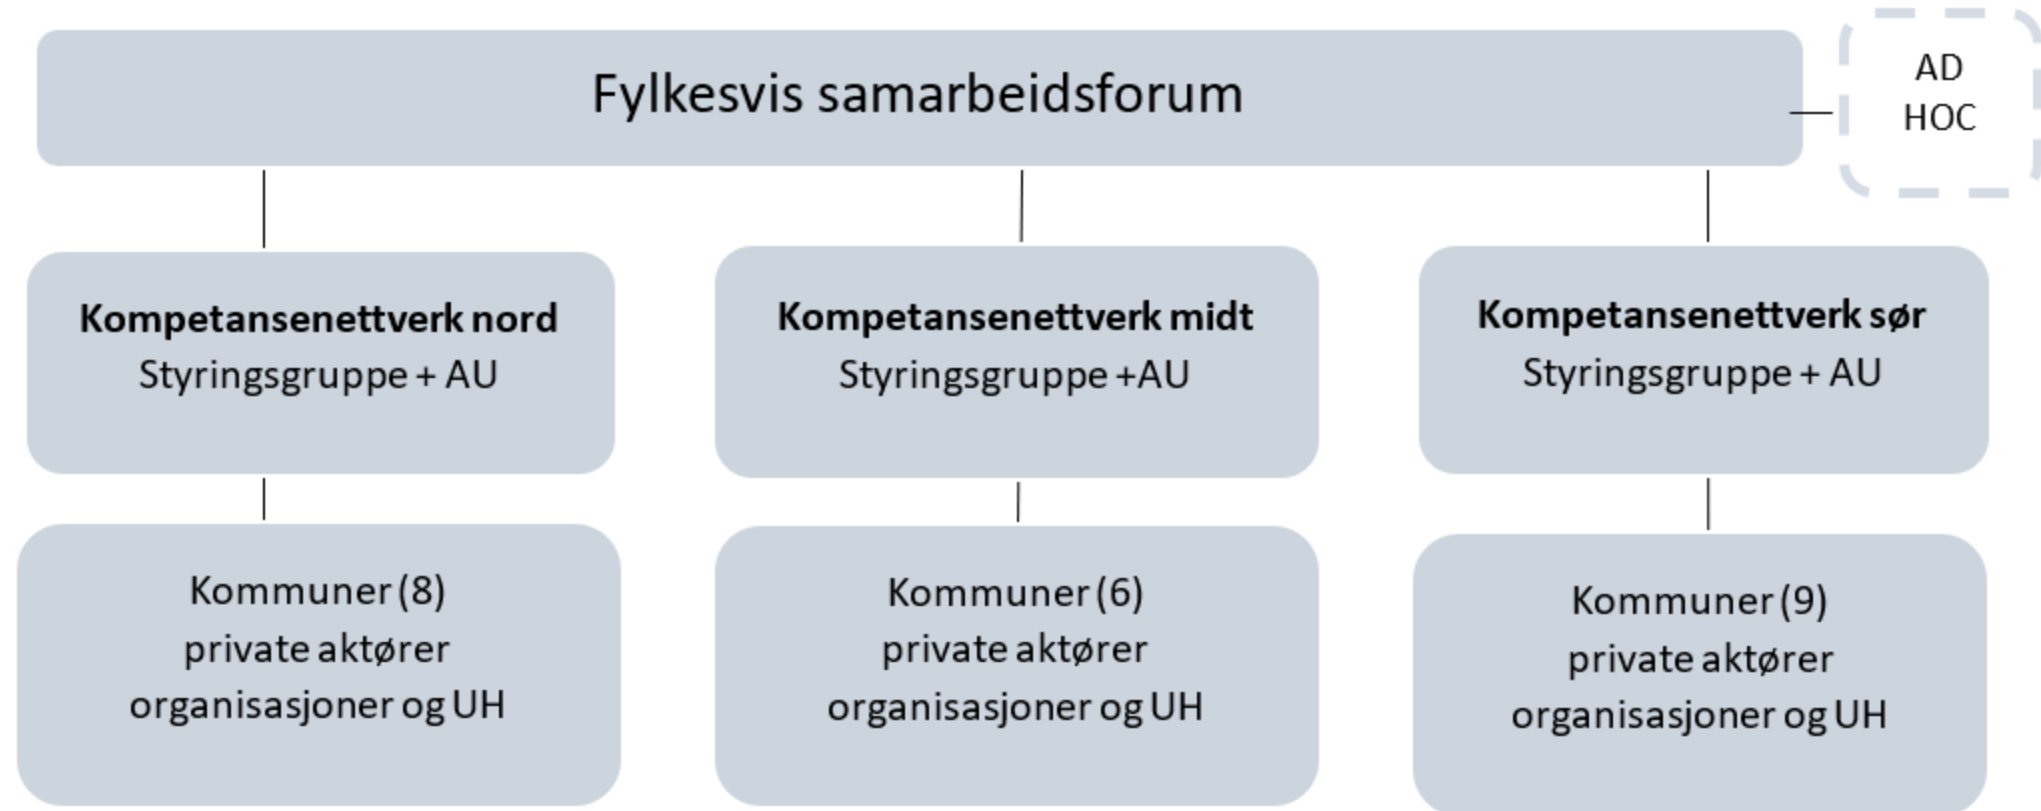 Fylkesvis samarbeidsforum
AD
HOC
Kompetansenettverk nord
Styringsgruppe + AU
Kompetansenettverk midt
Styringsgruppe +AU
Kompetansenettverk sør
Styringsgruppe + AU
Kommuner (8)
private aktører
organisasjoner og UH
Kommuner (6)
private aktører
organisasjoner og UH
Kommuner (9)
private aktører
organisasjoner og UH